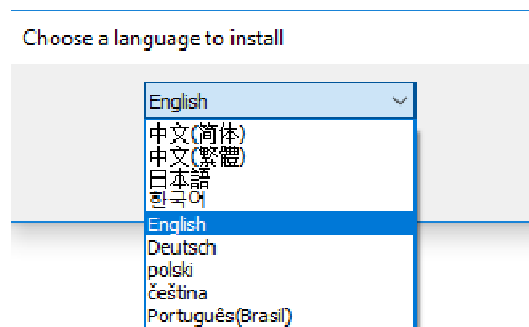 Choose a language to install
English
中文(简体)
中文(繁體)
日本語
한국어
English
Deutsch
polski
čeština
Português(Brasil)